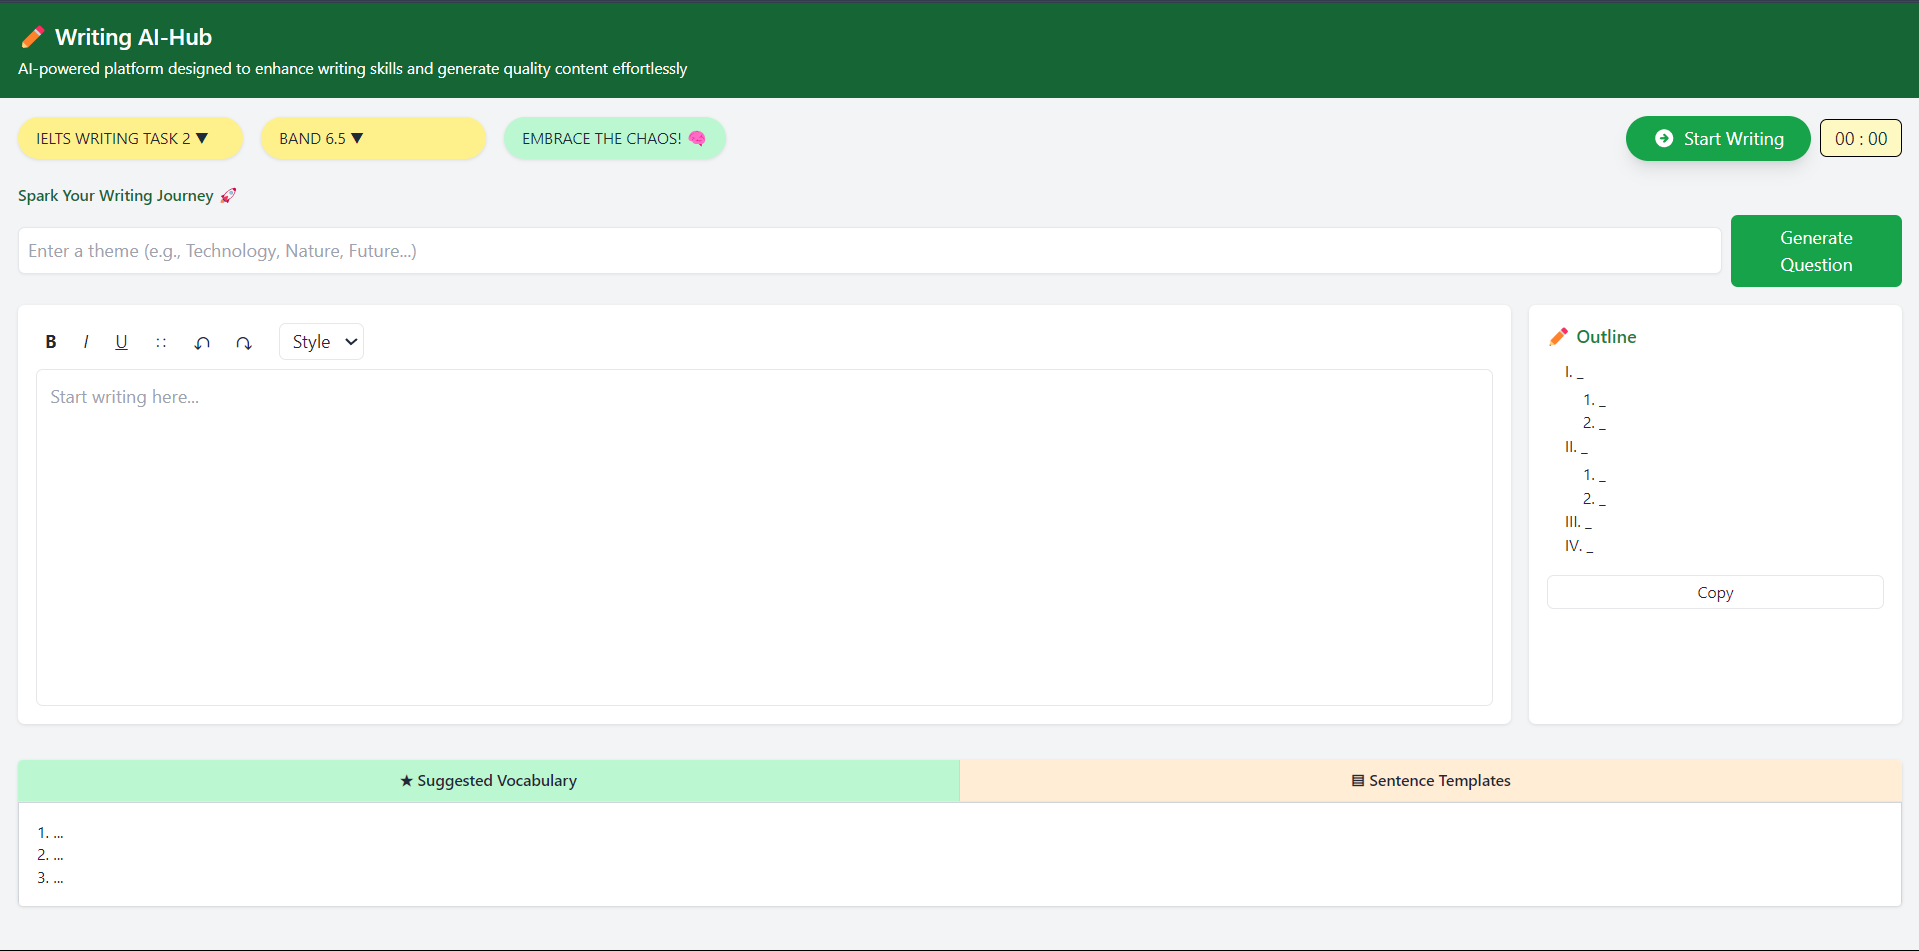 Writing AI-Hub
AI-powered platform designed to enhance writing skills and generate quality content effortlessly
IELTS WRITING TASK 2 ▼
BAND 6.5 ▼
EMBRACE THE CHAOS! 🧠
Start Writing
00 : 00
Spark Your Writing Journey 🚀
Enter a theme (e.g., Technology, Nature, Future...)
Generate
Question
B I U :: Style
Start writing here...
Outline
I. _
1. _
2. _
II. _
1. _
2. _
III. _
IV. _
Copy
★ Suggested Vocabulary
▤ Sentence Templates
1. ...
2. ...
3. ...